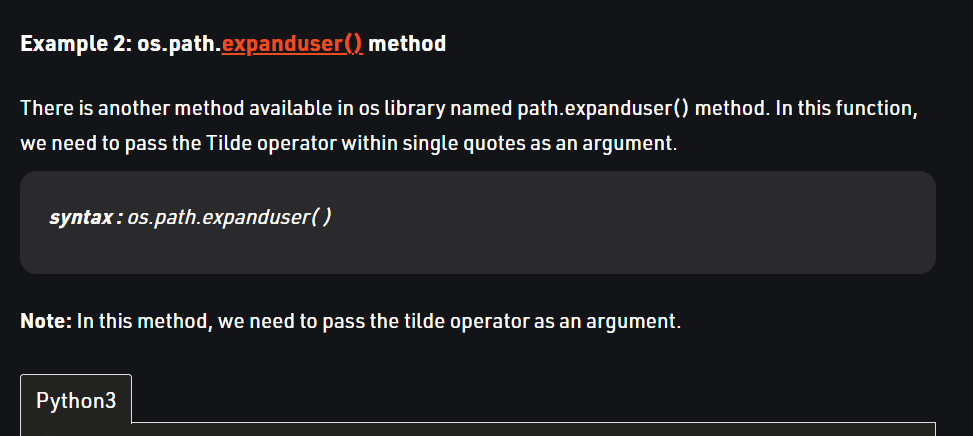 Example 2: os.path.expanduser() method
There is another method available in os library named path.expanduser() method. In this function,
we need to pass the Tilde operator within single quotes as an argument.
syntax : os.path.expanduser( )
Note: In this method, we need to pass the tilde operator as an argument.
Python3